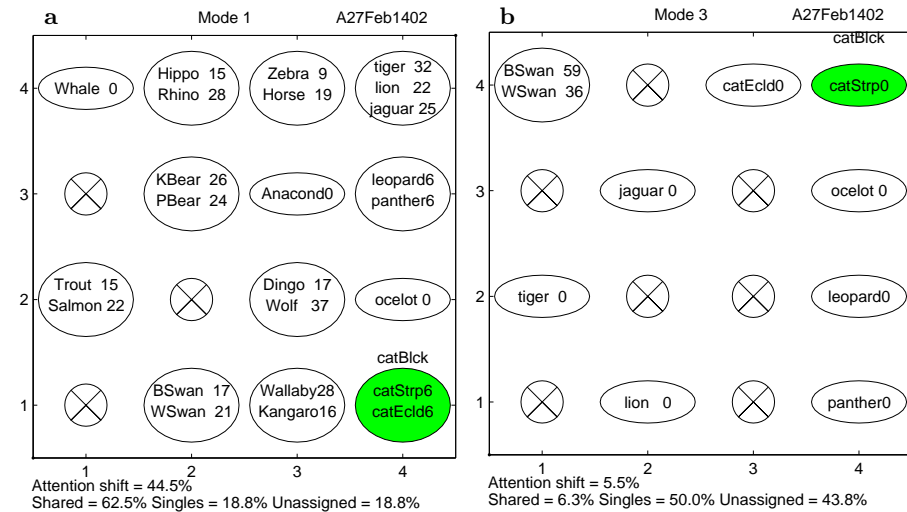 a Mode 1 A27Feb1402
4 Whale 0 Hippo 15 Zebra 9 tiger 32
Rhino 28 Horse 19 lion 22
jaguar 25
3 KBear 26 Anacond0 leopard6
PBear 24 panther6
2 Trout 15 Dingo 17 ocelot 0
Salmon 22 Wolf 37
catBlck
1 BSwan 17 Wallaby28 catStrp6
WSwan 21 Kangaro16 catEcld6
1 2 3 4
Attention shift = 44.5%
Shared = 62.5% Singles = 18.8% Unassigned = 18.8%
b Mode 3 A27Feb1402
catBlck
4 BSwan 59 catEcld0 catStrp0
WSwan 36
3 jaguar 0 ocelot 0
2 tiger 0 leopard0
1 lion 0 panther0
1 2 3 4
Attention shift = 5.5%
Shared = 6.3% Singles = 50.0% Unassigned = 43.8%